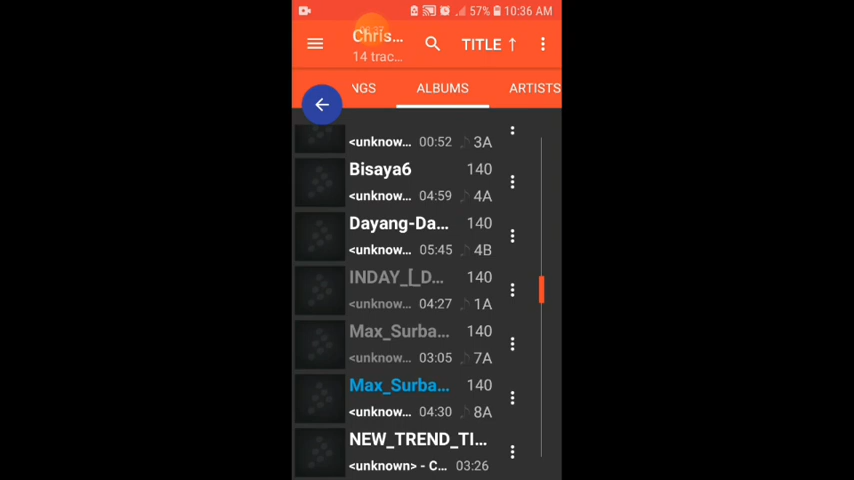 57% 10:36 AM
Chris... TITLE ↑
14 trac...
NGS ALBUMS ARTISTS
<unknow... 00:52 3A
Bisaya6 140
<unknow... 04:59 4A
Dayang-Da... 140
<unknow... 05:45 4B
INDAY_[_D... 140
<unknow... 04:27 1A
Max_Surba... 140
<unknow... 03:05 7A
Max_Surba... 140
<unknow... 04:30 8A
NEW_TREND_TI...
<unknown> - C... 03:26